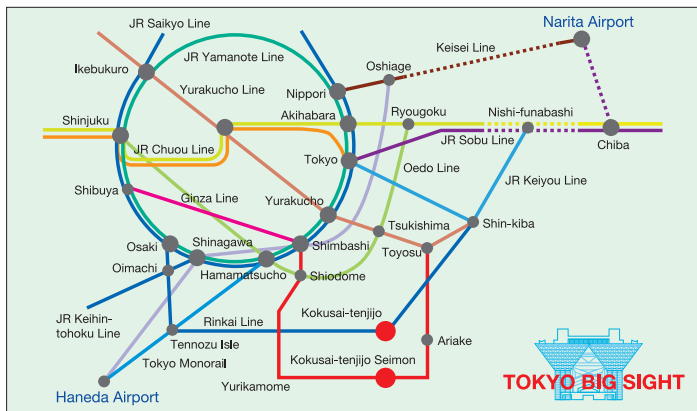 JR Saikyo Line
Narita Airport
Keisei Line
JR Yamanote Line
Oshiage
Ikebukuro
Nippori
Yurakucho Line
Akihabara
Ryougoku
Nishi-funabashi
Shinjuku
JR Chuou Line
JR Sobu Line
Chiba
Tokyo
Oedo Line
JR Keiyou Line
Shibuya
Ginza Line
Yurakucho
Tsukishima
Shin-kiba
Osaki
Shinagawa
Shimbashi
Toyosu
Oimachi
Hamamatsucho
Shiodome
JR Keihin-
tohoku Line
Rinkai Line
Kokusai-tenjijo
Tennozu Isle
Ariake
Tokyo Monorail
Kokusai-tenjijo Seimon
Yurikamome
Haneda Airport
TOKYO BIG SIGHT